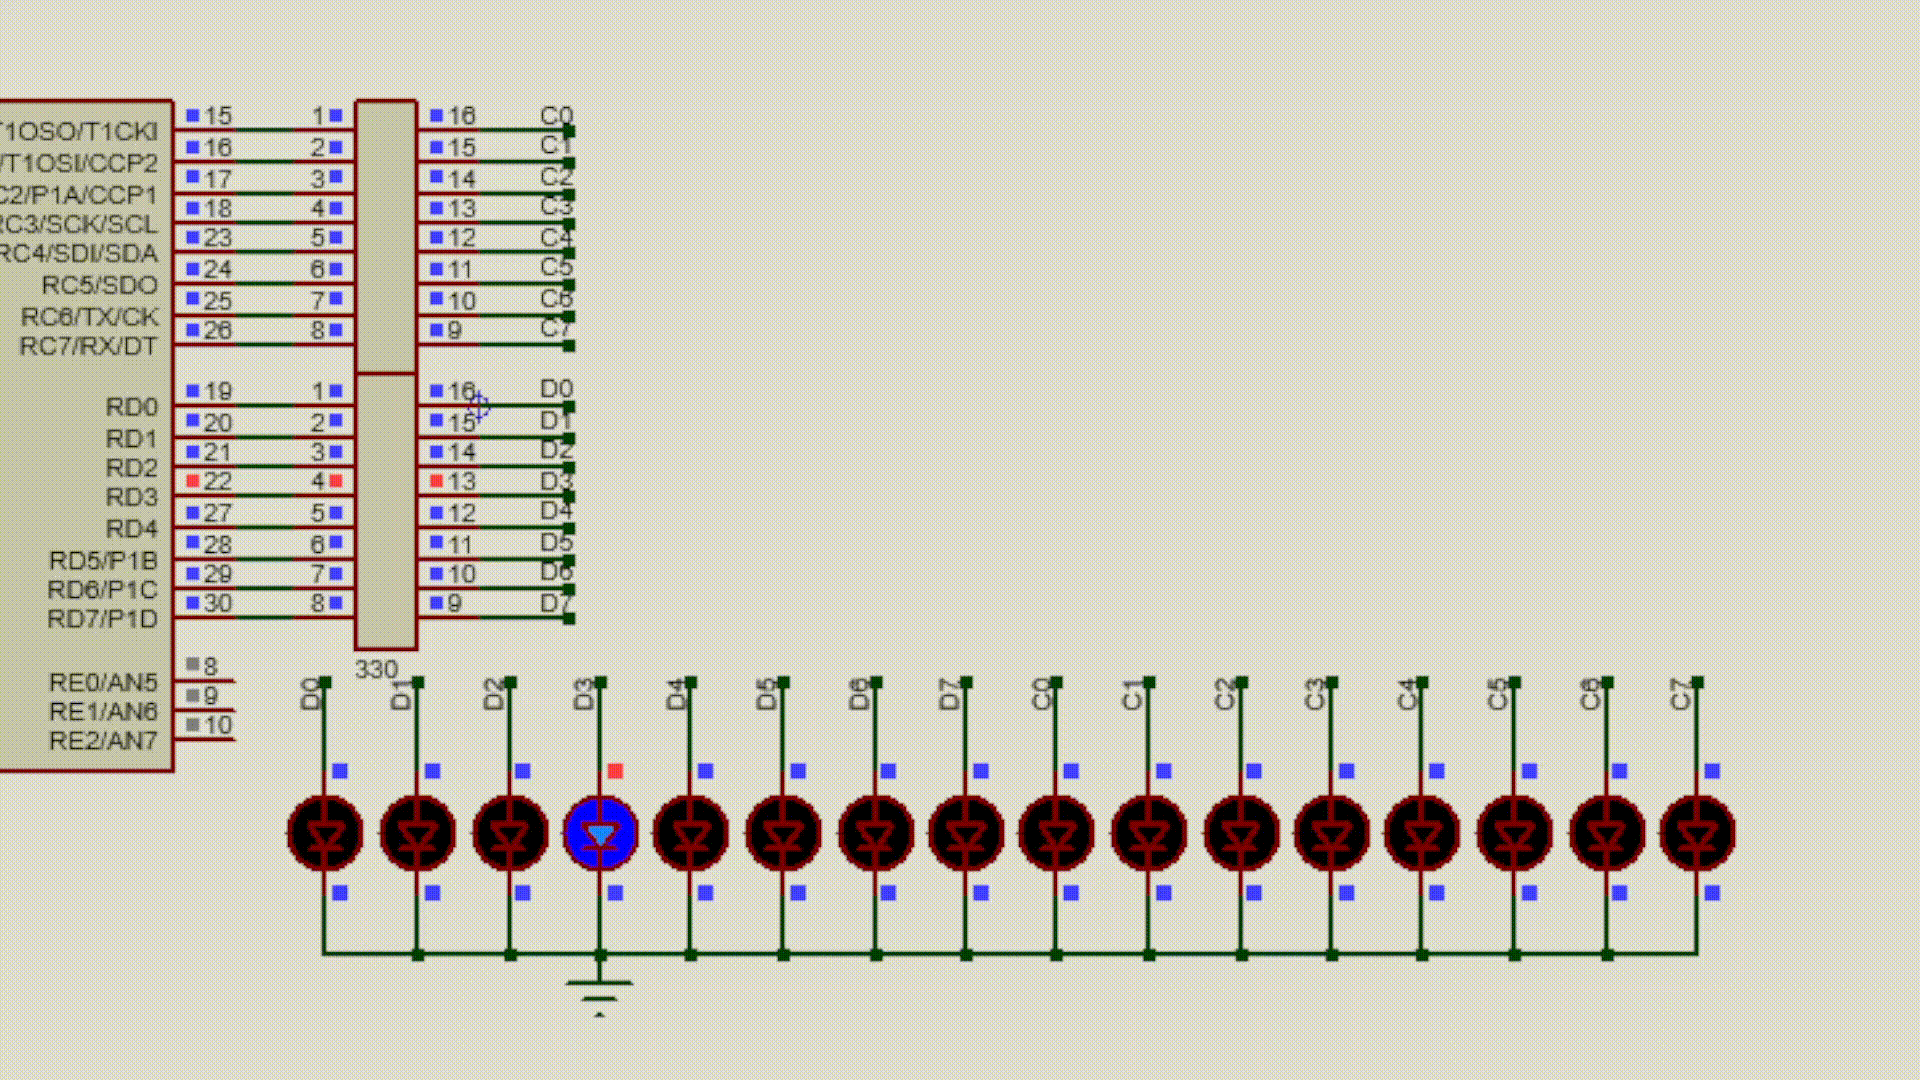 T1OSO/T1CKI 15 1 16 C0
/T1OSI/CCP2 16 2 15 C1
C2/P1A/CCP1 17 3 14 C2
RC3/SCK/SCL 18 4 13 C3
RC4/SDI/SDA 23 5 12 C4
RC5/SDO 24 6 11 C5
RC6/TX/CK 25 7 10 C6
RC7/RX/DT 26 8 9 C7
RD0 19 1 16 D0
RD1 20 2 15 D1
RD2 21 3 14 D2
RD3 22 4 13 D3
RD4 27 5 12 D4
RD5/P1B 28 6 11 D5
RD6/P1C 29 7 10 D6
RD7/P1D 30 8 9 D7
330
RE0/AN5 8
RE1/AN6 9
RE2/AN7 10
D0 D1 D2 D3 D4 D5 D6 D7 C0 C1 C2 C3 C4 C5 C6 C7